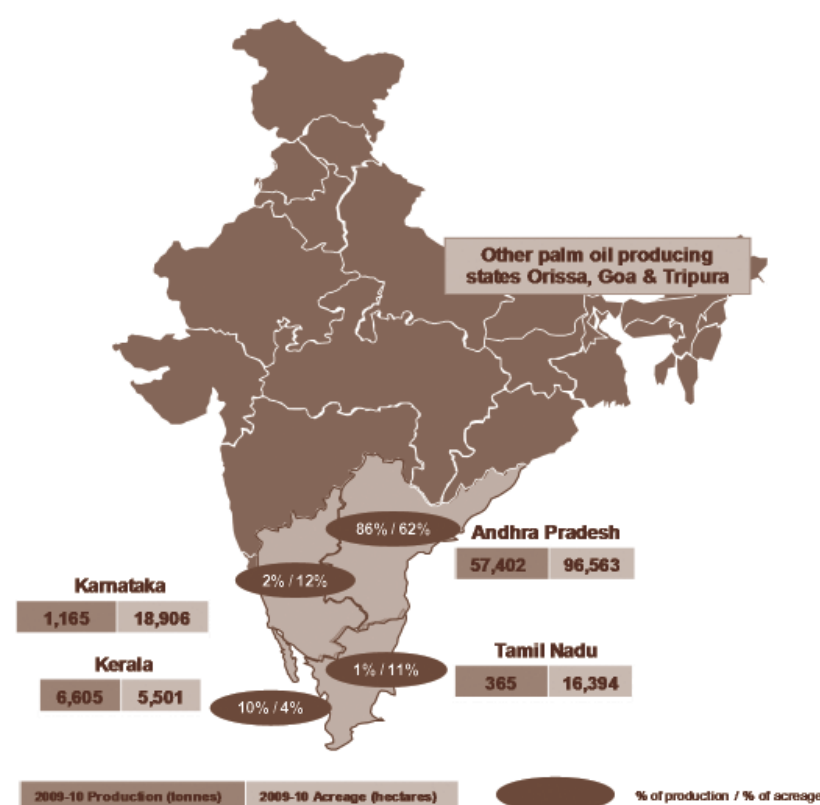 Other palm oil producing
states Orissa, Goa & Tripura
86% / 62%
Andhra Pradesh
57,402 96,563
2% / 12%
Karnataka
1,165 18,906
Kerala
6,605 5,501
1% / 11%
Tamil Nadu
365 16,394
10% / 4%
2009-10 Production (tonnes) 2009-10 Acreage (hectares) % of production / % of acreage